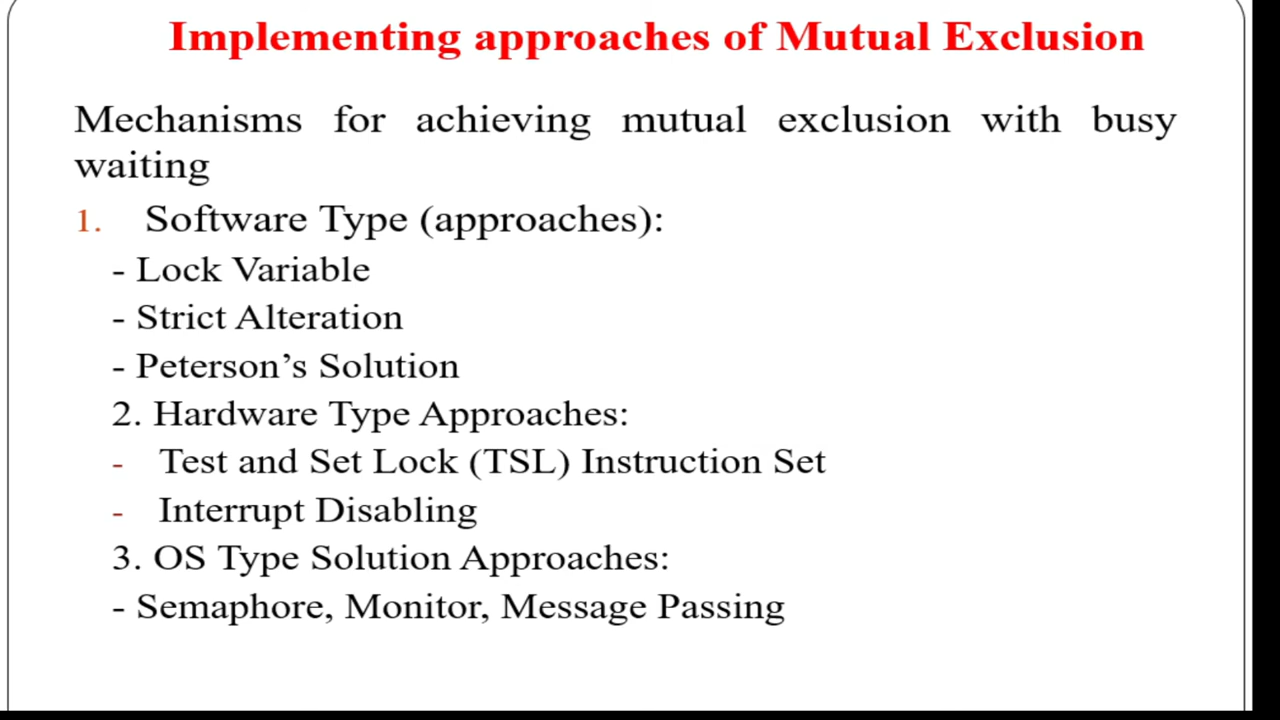 Implementing approaches of Mutual Exclusion
Mechanisms for achieving mutual exclusion with busy
waiting
1. Software Type (approaches):
- Lock Variable
- Strict Alteration
- Peterson’s Solution
2. Hardware Type Approaches:
- Test and Set Lock (TSL) Instruction Set
- Interrupt Disabling
3. OS Type Solution Approaches:
- Semaphore, Monitor, Message Passing